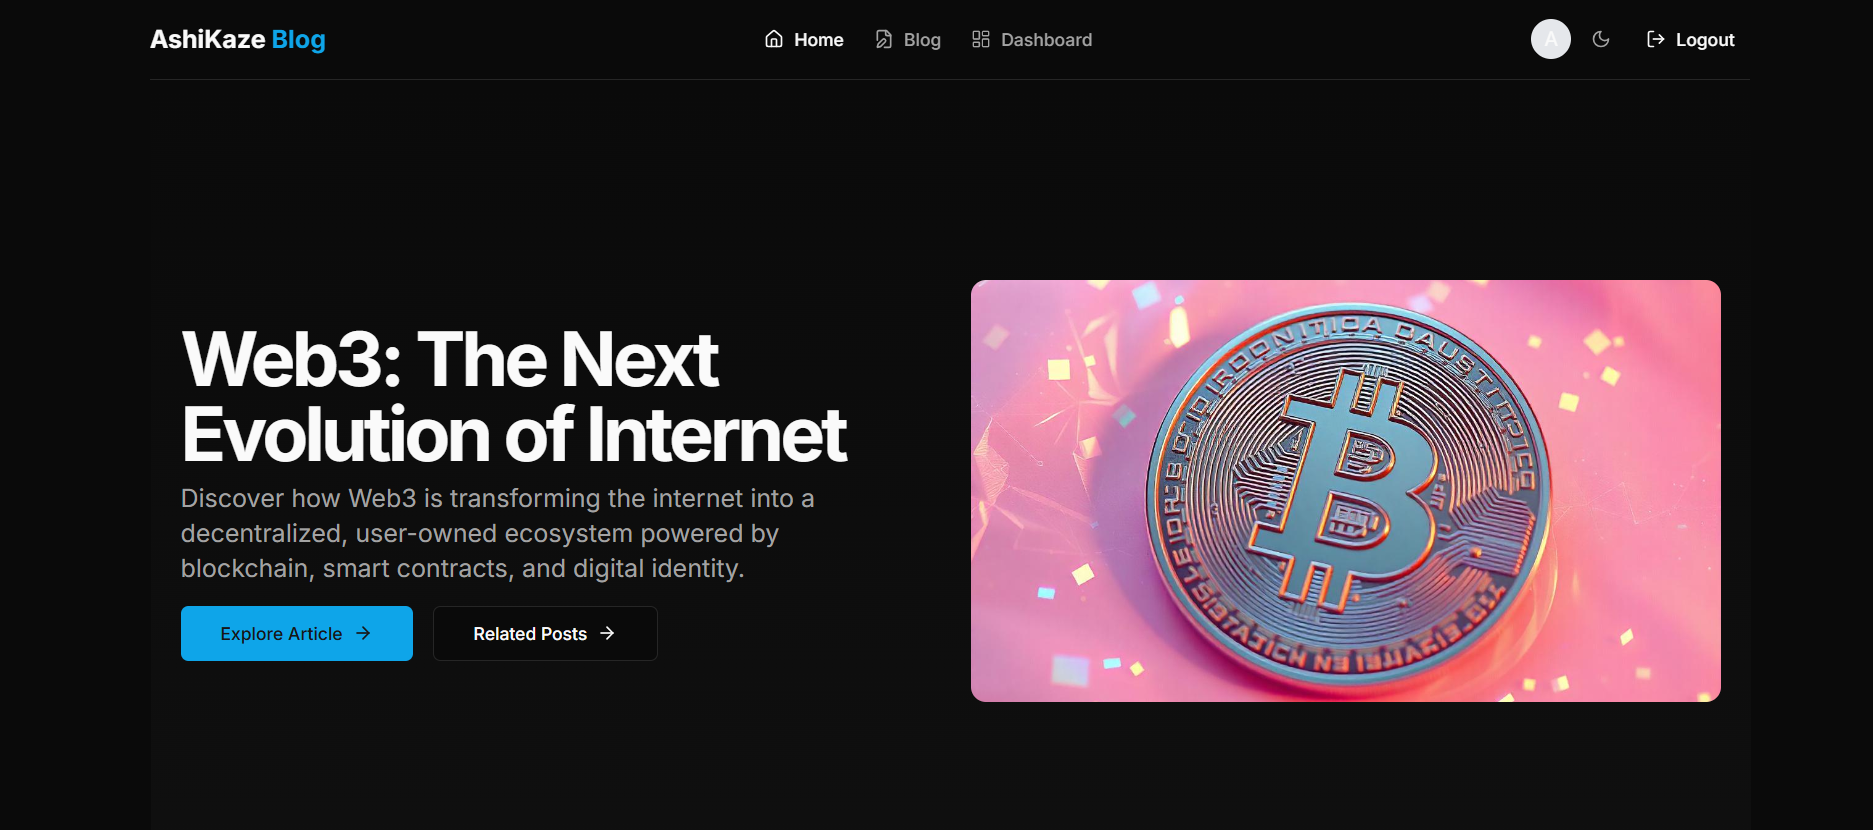 AshiKaze Blog
Home
Blog
Dashboard
A
Logout
Web3: The Next
Evolution of Internet
Discover how Web3 is transforming the internet into a
decentralized, user-owned ecosystem powered by
blockchain, smart contracts, and digital identity.
Explore Article
Related Posts